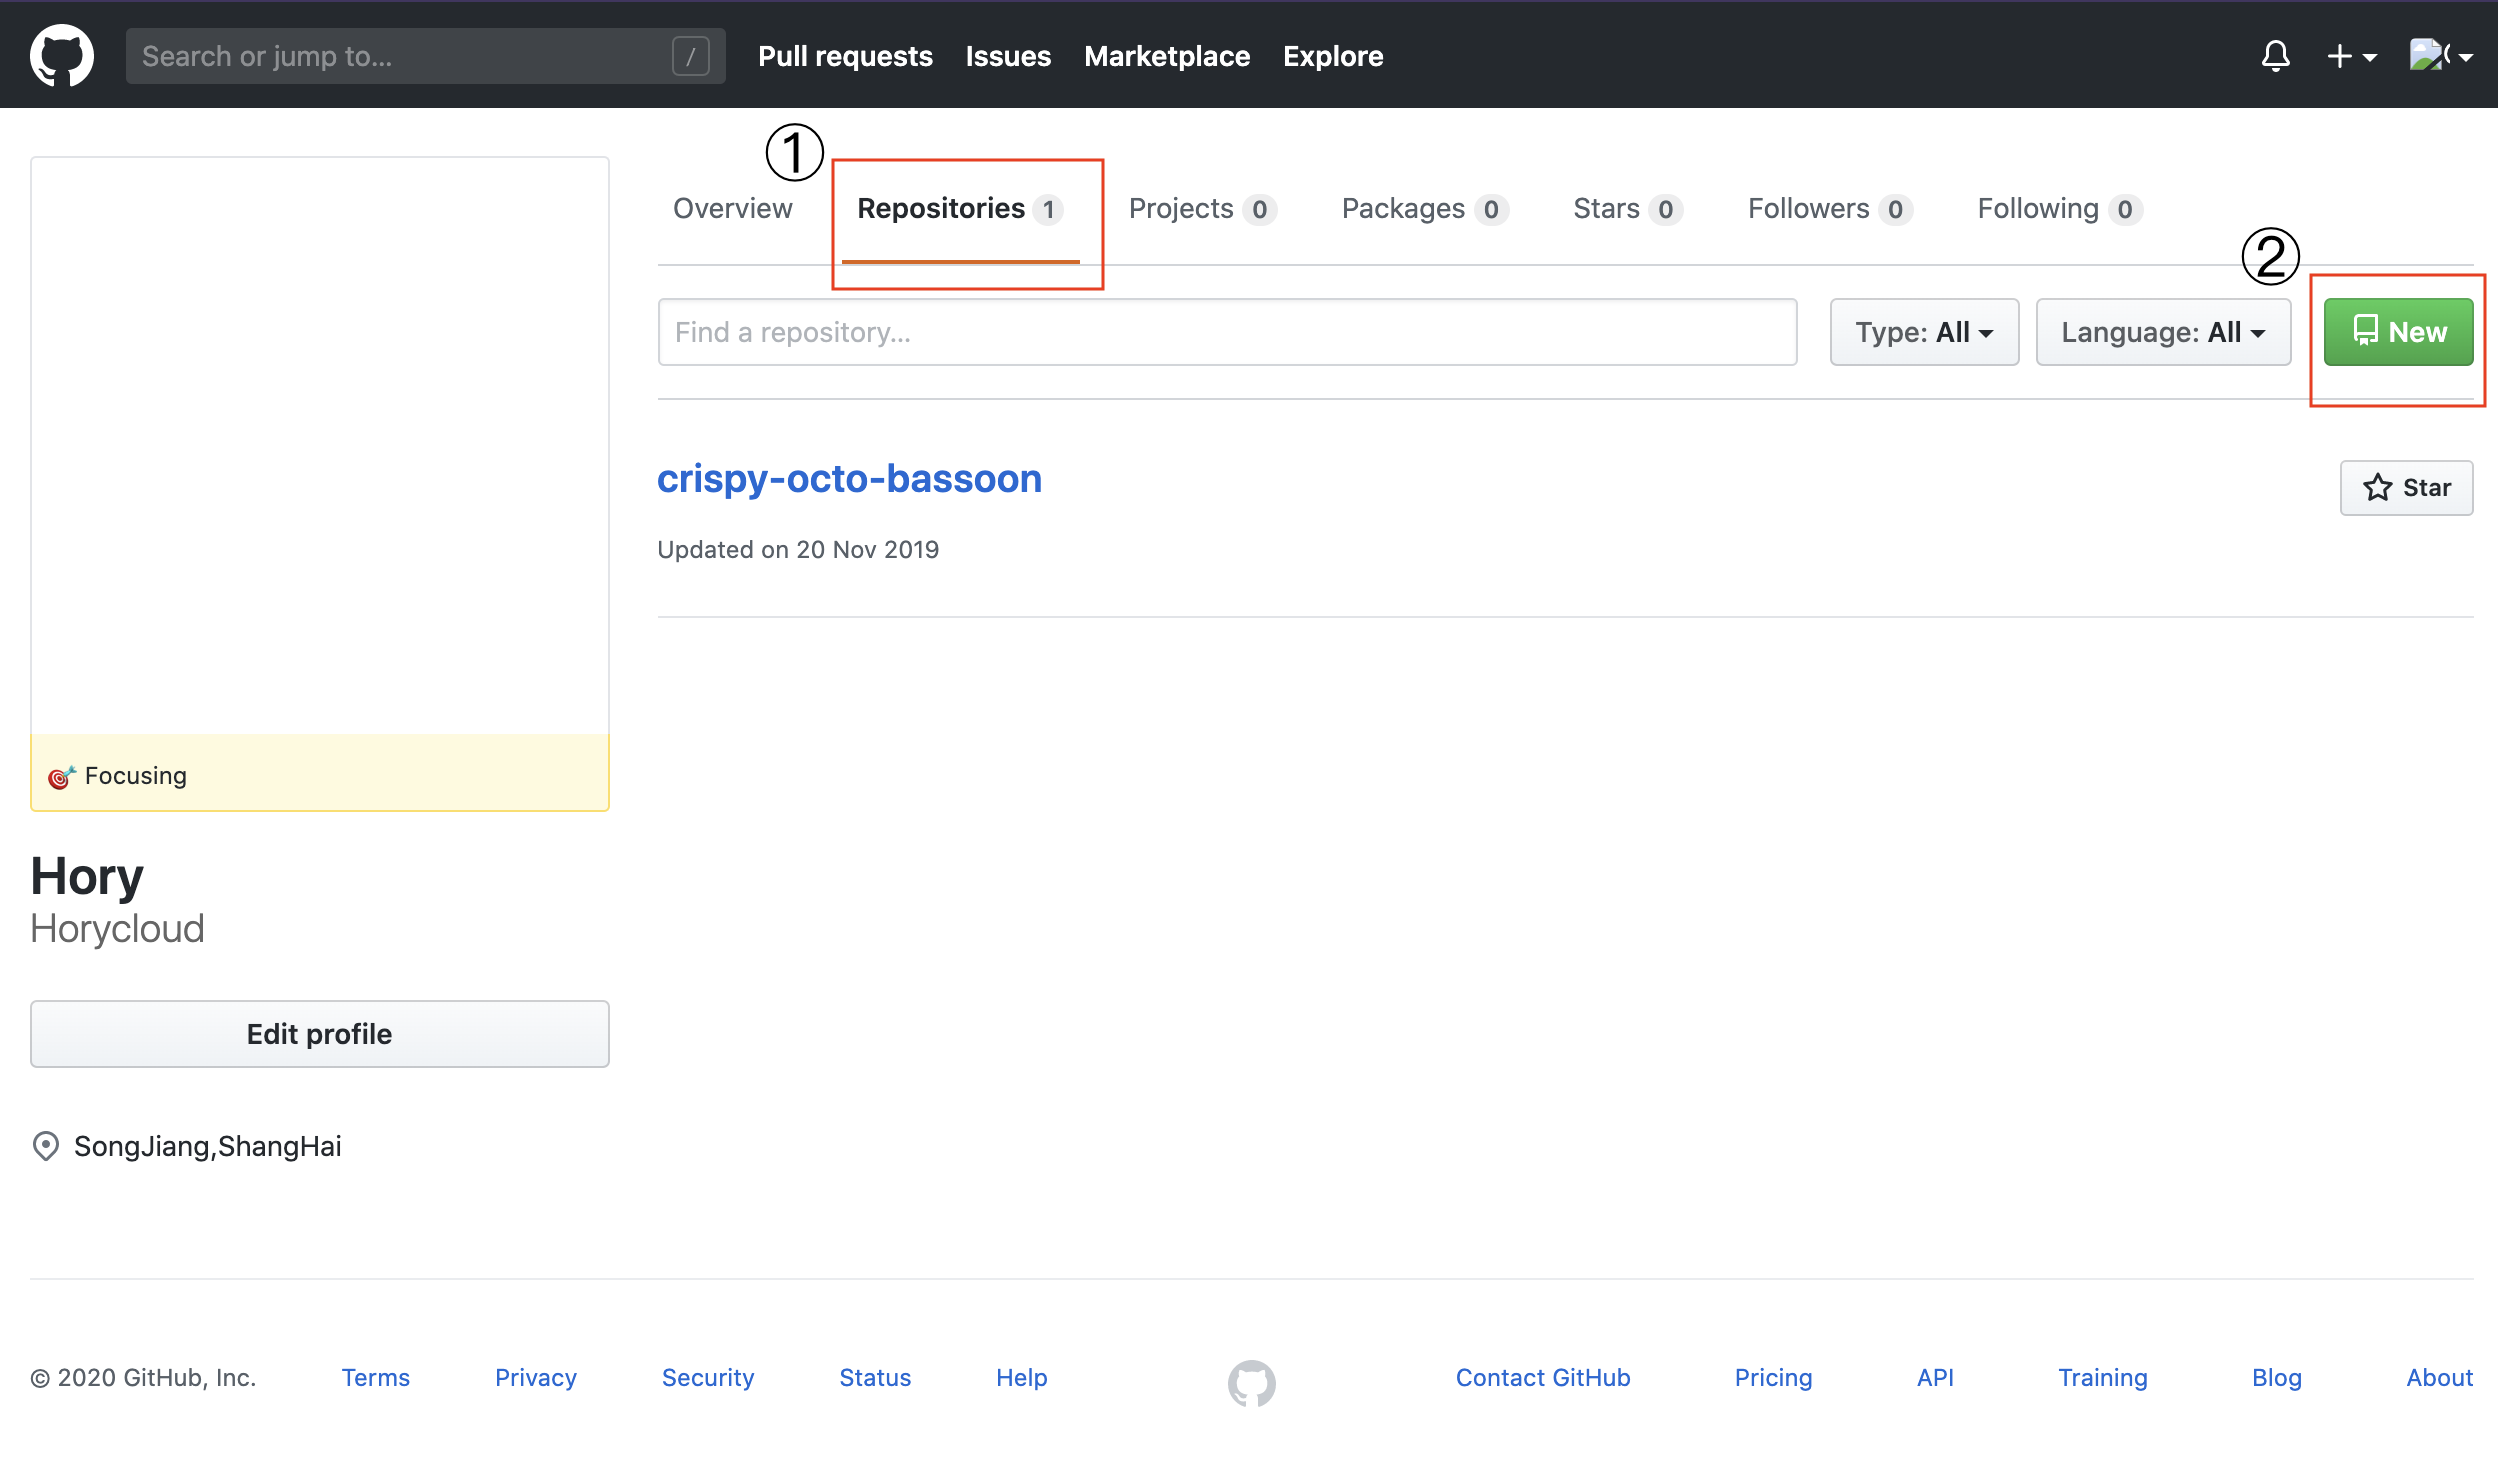 Search or jump to... / Pull requests Issues Marketplace Explore
①
Overview Repositories 1 Projects 0 Packages 0 Stars 0 Followers 0 Following 0
②
Find a repository... Type: All Language: All New
crispy-octo-bassoon Star
Updated on 20 Nov 2019
Focusing
Hory
Horycloud
Edit profile
SongJiang,ShangHai
© 2020 GitHub, Inc. Terms Privacy Security Status Help Contact GitHub Pricing API Training Blog About